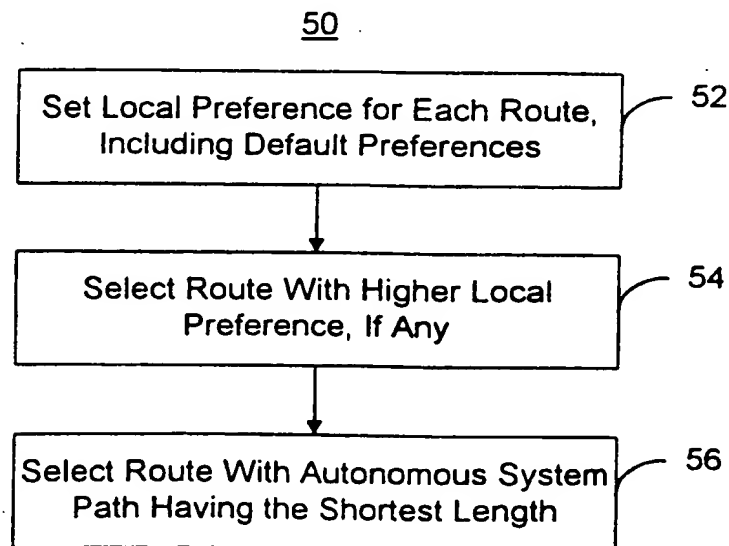 50
Set Local Preference for Each Route,
Including Default Preferences
52
Select Route With Higher Local
Preference, If Any
54
Select Route With Autonomous System
Path Having the Shortest Length
56